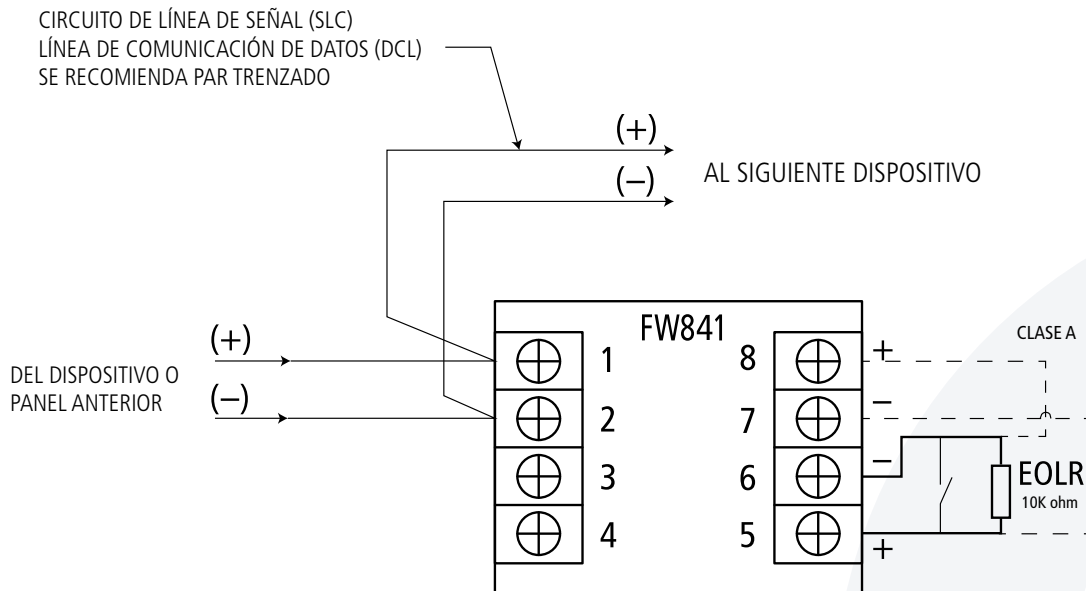 CIRCUITO DE LÍNEA DE SEÑAL (SLC)
LÍNEA DE COMUNICACIÓN DE DATOS (DCL)
SE RECOMIENDA PAR TRENZADO
(+)
(−)
AL SIGUIENTE DISPOSITIVO
DEL DISPOSITIVO O
PANEL ANTERIOR
(+)
(−)
FW841
1
2
3
4
8
7
6
5
+
−
−
+
CLASE A
EOLR
10K ohm